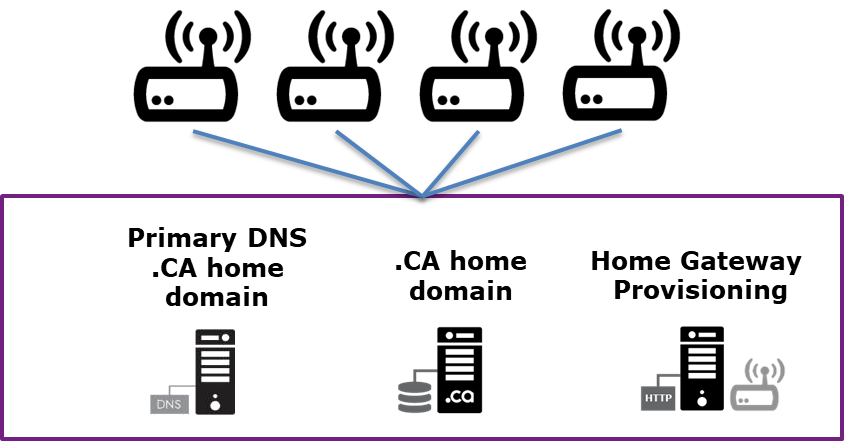 Primary DNS
.CA home
domain
.CA home
domain
Home Gateway
Provisioning
DNS
.ca
HTTP